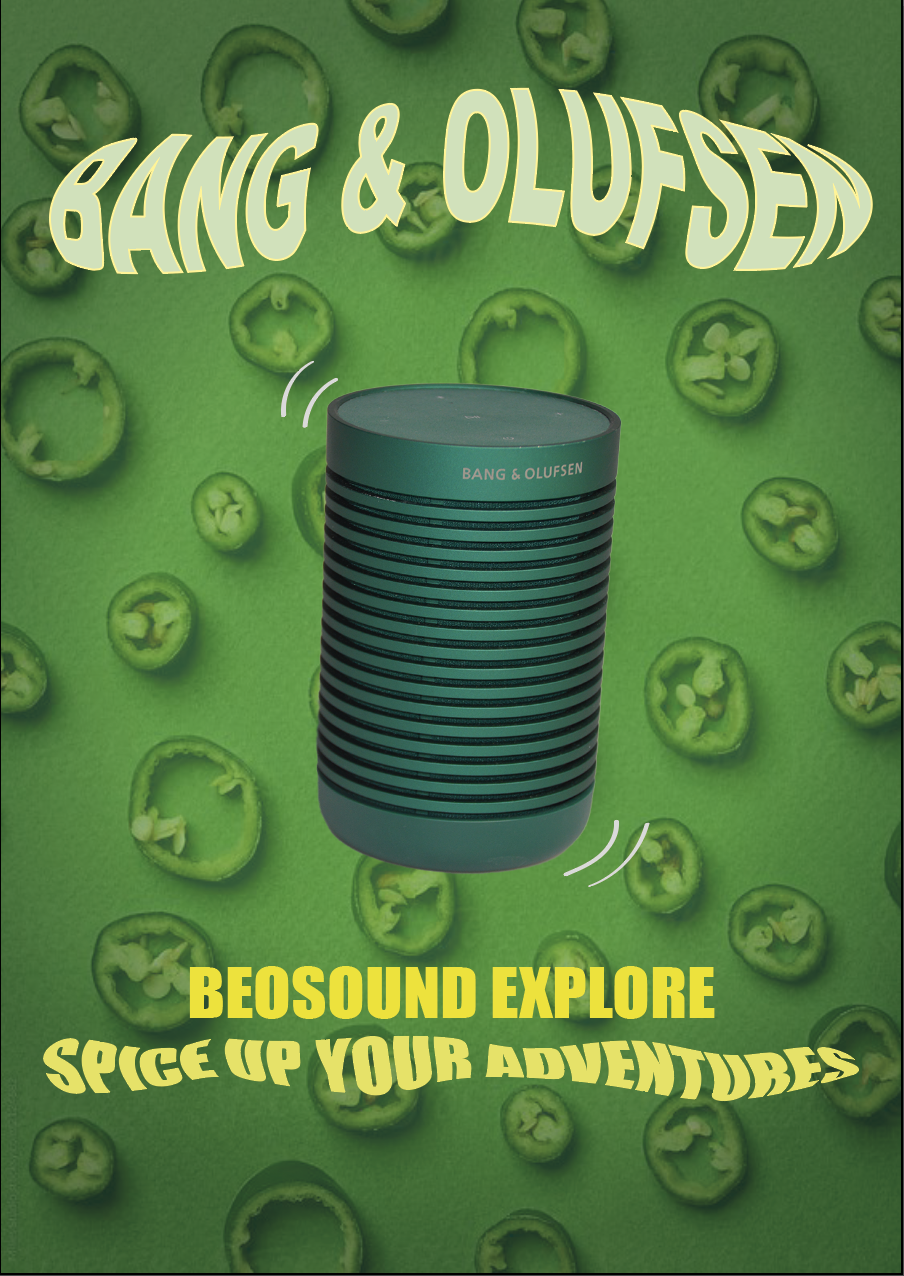 BANG & OLUFSEN
BANG & OLUFSEN
BEOSOUND EXPLORE
SPICE UP YOUR ADVENTURES